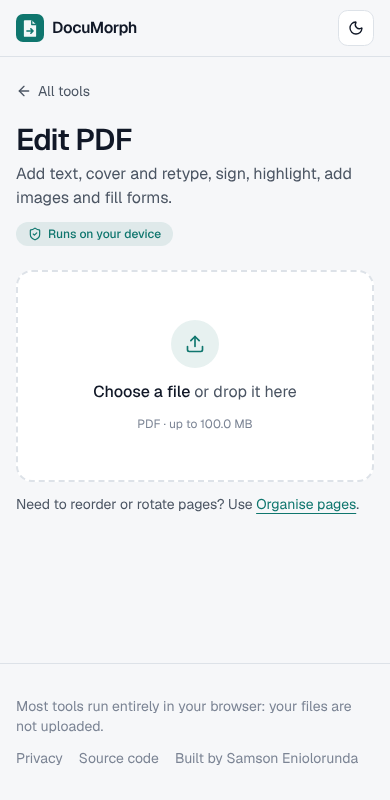 DocuMorph
All tools
Edit PDF
Add text, cover and retype, sign, highlight, add
images and fill forms.
Runs on your device
Choose a file or drop it here
PDF · up to 100.0 MB
Need to reorder or rotate pages? Use Organise pages.
Most tools run entirely in your browser: your files are
not uploaded.
Privacy Source code Built by Samson Eniolorunda